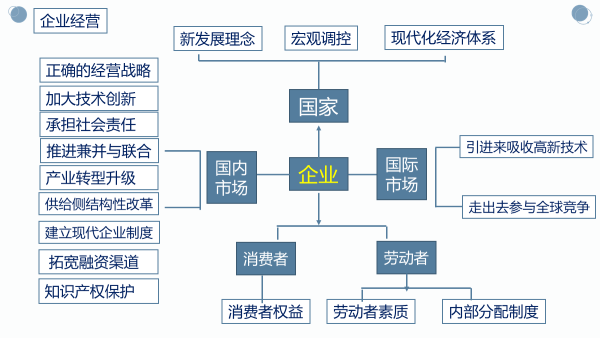 企业经营
新发展理念
宏观调控
现代化经济体系
正确的经营战略
加大技术创新
承担社会责任
推进兼并与联合
产业转型升级
供给侧结构性改革
建立现代企业制度
拓宽融资渠道
知识产权保护
国家
国内
市场
企业
国际
市场
引进来吸收高新技术
走出去参与全球竞争
消费者
劳动者
消费者权益
劳动者素质
内部分配制度